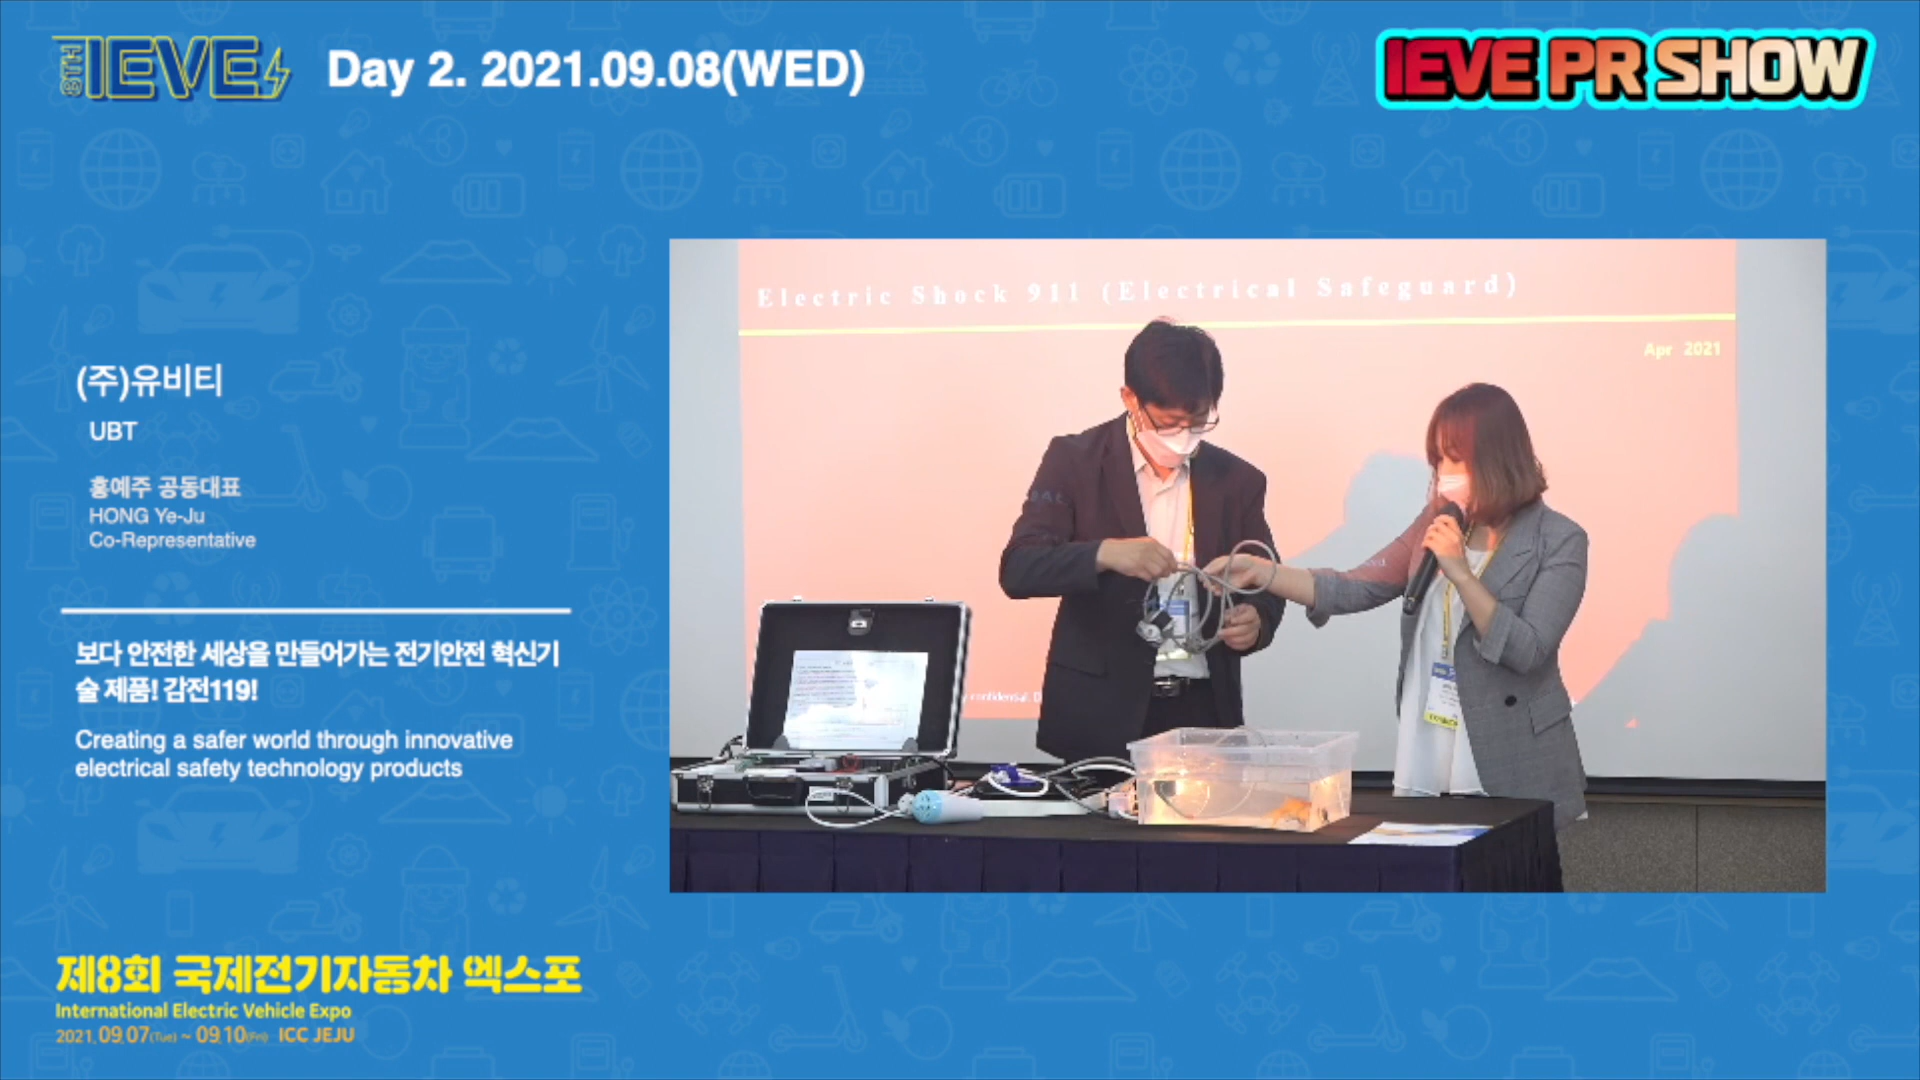 8TH IEVE
Day 2. 2021.09.08(WED)
IEVE PR SHOW
(주)유비티
UBT
홍예주 공동대표
HONG Ye-Ju
Co-Representative
보다 안전한 세상을 만들어가는 전기안전 혁신기
술 제품! 감전119!
Creating a safer world through innovative
electrical safety technology products
Electric Shock 911 (Electrical Safeguard)
Apr 2021
confidential.
제8회 국제전기자동차 엑스포
International Electric Vehicle Expo
2021. 09.07(Tue) ~ 09.10(Fri) ICC JEJU